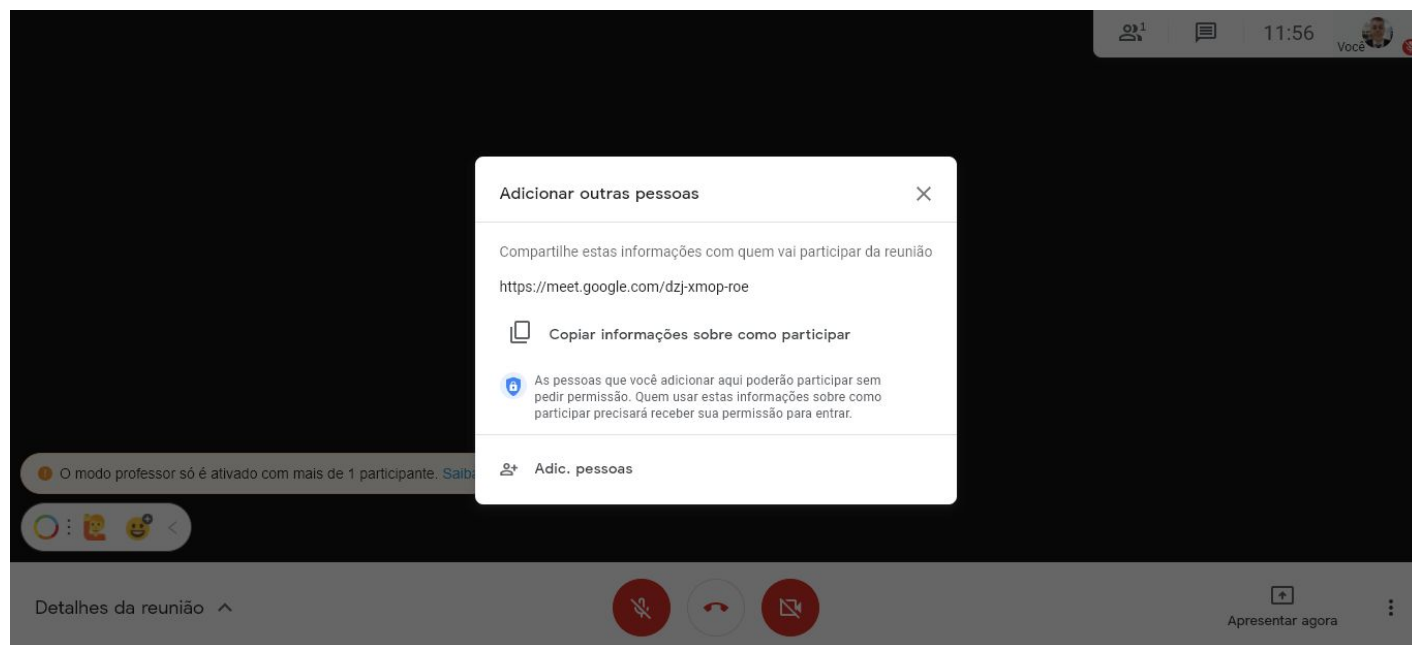 1
11:56
Você
Adicionar outras pessoas
Compartilhe estas informações com quem vai participar da reunião
https://meet.google.com/dzj-xmop-roe
Copiar informações sobre como participar
As pessoas que você adicionar aqui poderão participar sem
pedir permissão. Quem usar estas informações sobre como
participar precisará receber sua permissão para entrar.
O modo professor só é ativado com mais de 1 participante. Saiba
Adic. pessoas
Detalhes da reunião
Apresentar agora